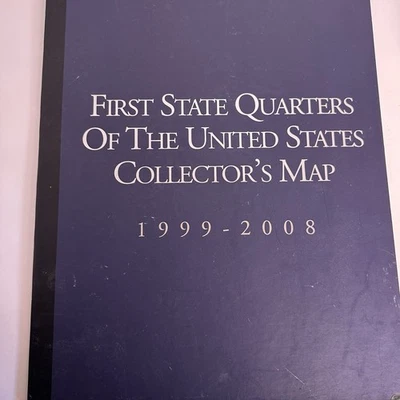 First State Quarters
Of The United States
Collector's Map
1999-2008